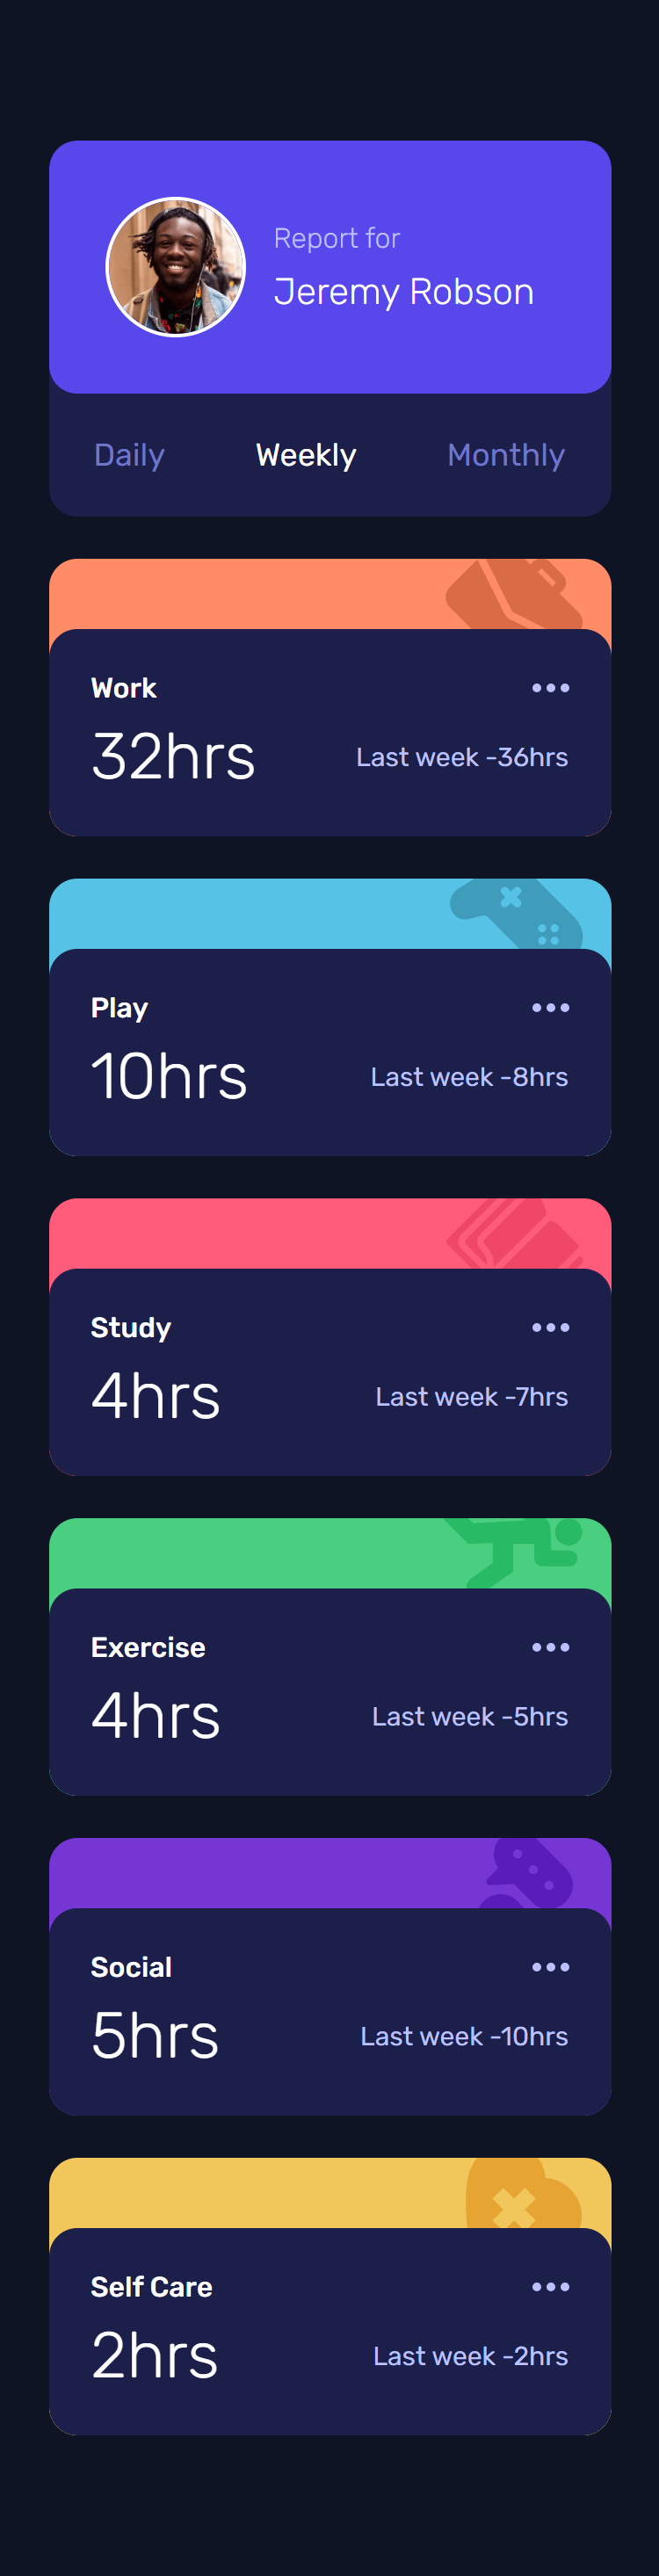 Report for
Jeremy Robson
Daily Weekly Monthly
Work
32hrs Last week -36hrs
Play
10hrs Last week -8hrs
Study
4hrs Last week -7hrs
Exercise
4hrs Last week -5hrs
Social
5hrs Last week -10hrs
Self Care
2hrs Last week -2hrs